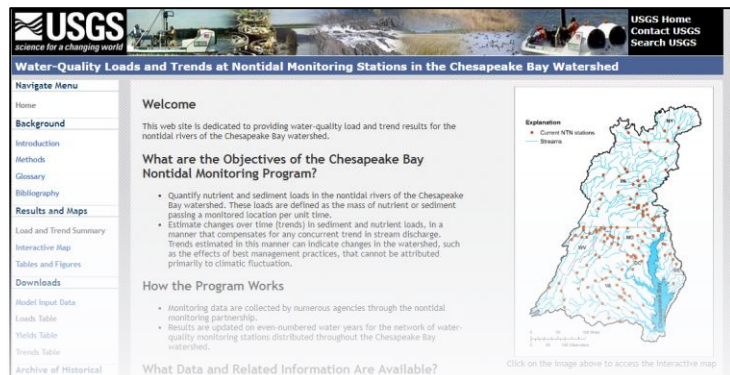 USGS
science for a changing world
USGS Home
Contact USGS
Search USGS
Water-Quality Loads and Trends at Nontidal Monitoring Stations in the Chesapeake Bay Watershed
Navigate Menu
Home
Background
Introduction
Methods
Glossary
Bibliography
Results and Maps
Load and Trend Summary
Interactive Map
Tables and Figures
Downloads
Model Input Data
Loads Table
Yields Table
Trends Table
Archive of Historical
Welcome
This web site is dedicated to providing water-quality load and trend results for the
nontidal rivers of the Chesapeake Bay watershed.
What are the Objectives of the Chesapeake Bay
Nontidal Monitoring Program?
• Quantify nutrient and sediment loads in the nontidal rivers of the Chesapeake
Bay watershed. These loads are defined as the mass of nutrient or sediment
passing a monitored location per unit time.
• Estimate changes over time (trends) in sediment and nutrient loads, in a
manner that compensates for any concurrent trend in stream discharge.
Trends estimated in this manner can indicate changes in the watershed, such
as the effects of best management practices, that cannot be attributed
primarily to climatic fluctuation.
How the Program Works
• Monitoring data are collected by numerous agencies through the nontidal
monitoring partnership.
• Results are updated on even-numbered water years for the network of water-
quality monitoring stations distributed throughout the Chesapeake Bay
watershed.
What Data and Related Information Are Available?
Explanation
Current NTN stations
Streams
NY
PA
MD
WV
DC
VA
Click on the image above to access the interactive map